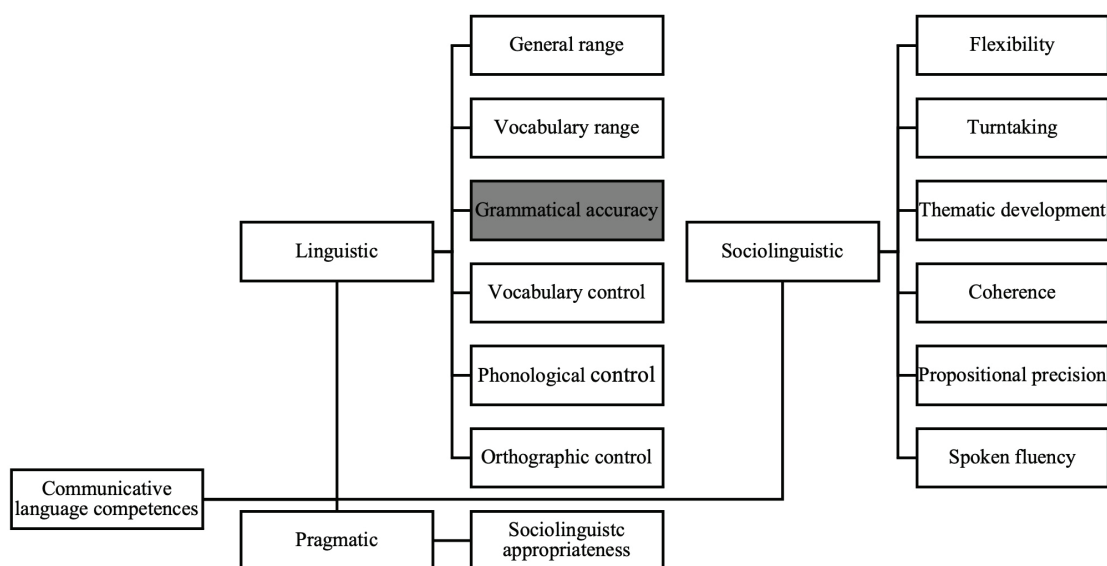 General range
Vocabulary range
Grammatical accuracy
Linguistic
Vocabulary control
Phonological control
Orthographic control
Flexibility
Turntaking
Thematic development
Sociolinguistic
Coherence
Propositional precision
Spoken fluency
Communicative
language competences
Pragmatic
Sociolinguistc
appropriateness